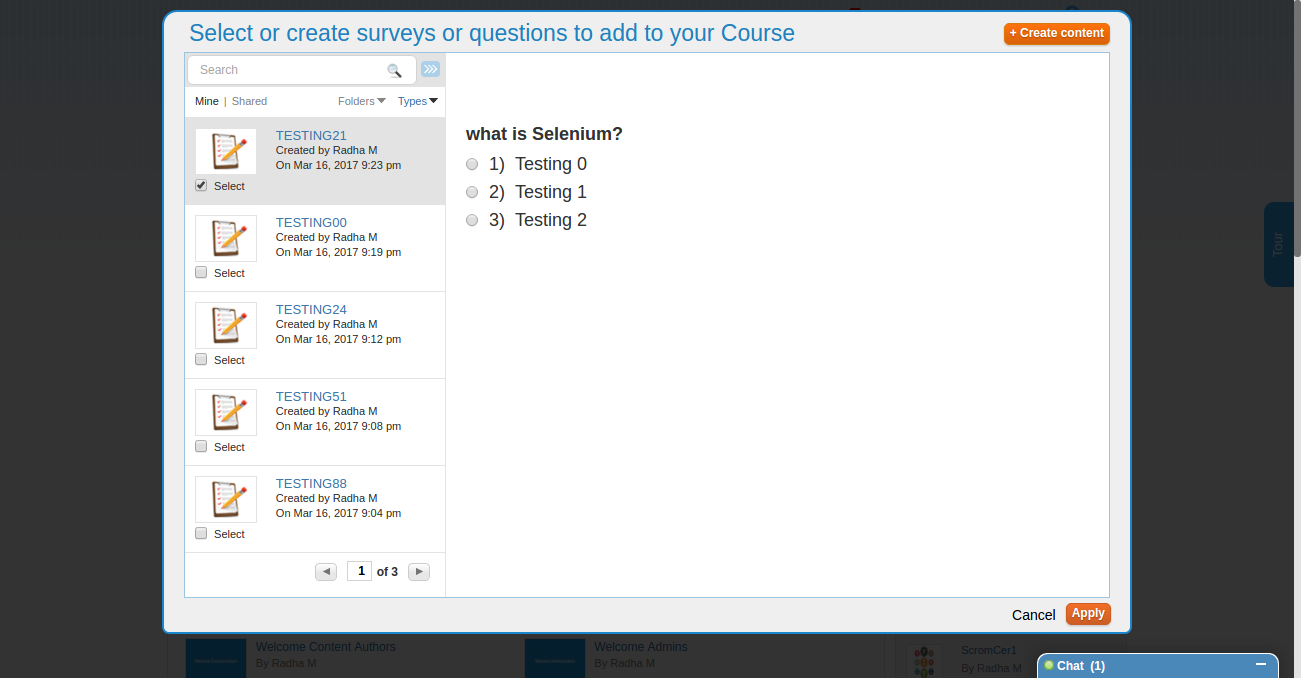 Select or create surveys or questions to add to your Course
+ Create content
Search
Mine | Shared
Folders
Types
TESTING21
Created by Radha M
On Mar 16, 2017 9:23 pm
Select
TESTING00
Created by Radha M
On Mar 16, 2017 9:19 pm
Select
TESTING24
Created by Radha M
On Mar 16, 2017 9:12 pm
Select
TESTING51
Created by Radha M
On Mar 16, 2017 9:08 pm
Select
TESTING88
Created by Radha M
On Mar 16, 2017 9:04 pm
Select
1 of 3
what is Selenium?
1) Testing 0
2) Testing 1
3) Testing 2
Cancel
Apply
Tour
Welcome Content Authors
By Radha M
Welcome Admins
By Radha M
ScromCer1
By Radha M
Chat (1)